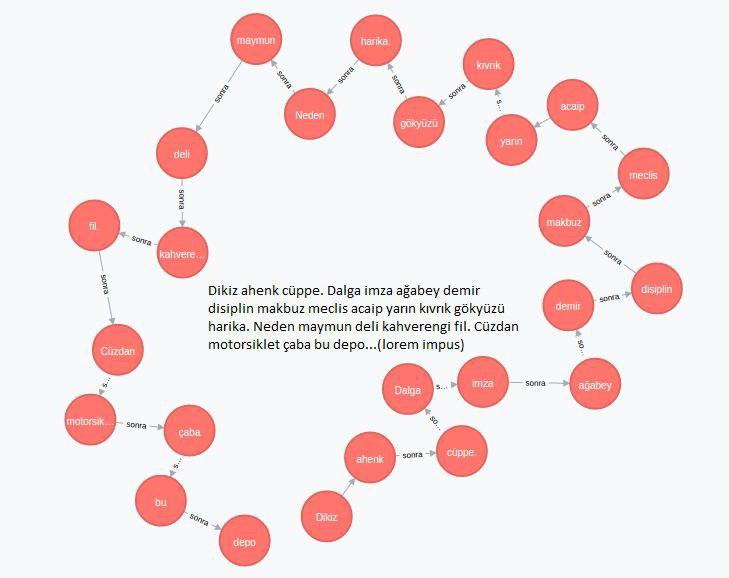 maymun
harika.
kıvrık
sonra
sonra
sonra
sonra
sonra
acaip
s...
Neden
gökyüzü
yarın
sonra
deli
meclis
sonra
sonra
makbuz
fil.
sonra
kahvere...
sonra
sonra
disiplin
Dikiz ahenk cüppe. Dalga imza ağabey demir
disiplin makbuz meclis acaip yarın kıvrık gökyüzü
harika. Neden maymun deli kahverengi fil. Cüzdan
motorsiklet çaba bu depo...(lorem impus)
demir
sonra
so...
Cüzdan
s...
Dalga
s...
imza
sonra
ağabey
motorsik...
sonra
çaba
so...
s...
ahenk
sonra
cüppe.
bu
sonra
Dikiz
depo